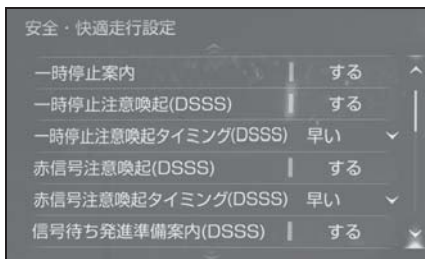 安全・快適走行設定
一時停止案内 する
一時停止注意喚起(DSSS) する
一時停止注意喚起タイミング(DSSS) 早い
赤信号注意喚起(DSSS) する
赤信号注意喚起タイミング(DSSS) 早い
信号待ち発進準備案内(DSSS) する